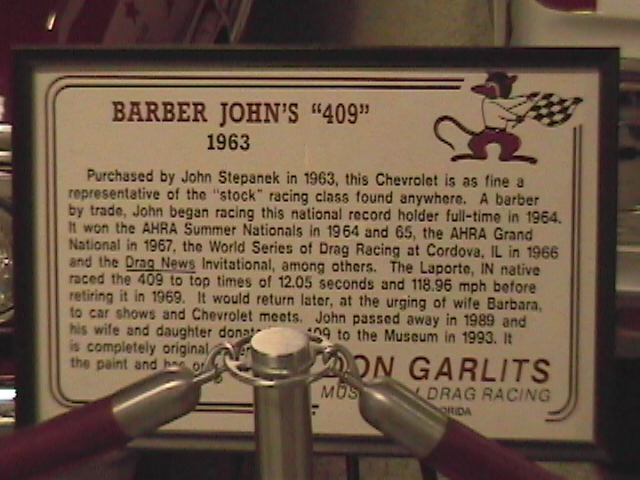 BARBER JOHN'S "409"
1963
Purchased by John Stepanek in 1963, this Chevrolet is as fine a
representative of the "stock" racing class found anywhere. A barber
by trade, John began racing this national record holder full-time in 1964.
It won the AHRA Summer Nationals in 1964 and 65, the AHRA Grand
National in 1967, the World Series of Drag Racing at Cordova, IL in 1966
and the Drag News Invitational, among others. The Laporte, IN native
raced the 409 to top times of 12.05 seconds and 118.96 mph before
retiring it in 1969. It would return later, at the urging of wife Barbara,
to car shows and Chevrolet meets. John passed away in 1989 and
his wife and daughter 409 to the Museum in 1993. It
is completely original
the paint and has
GARLITS
DRAG RACING